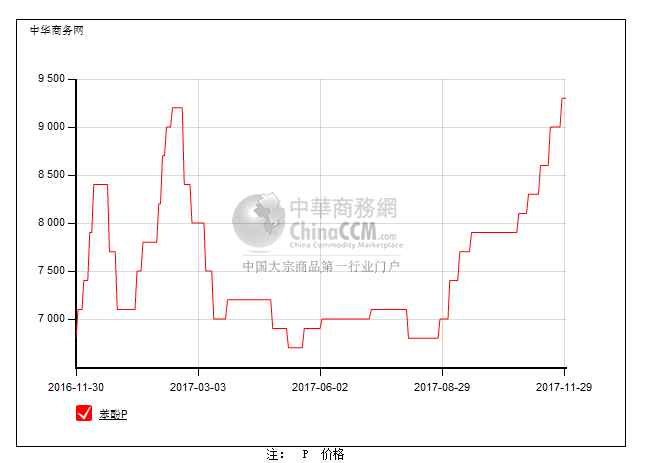 中华商务网
9 500
9 000
8 500
8 000
7 500
7 000
中華商務網
ChinaCCM.com
China Commodity Marketplace
中国大宗商品第一行业门户
2016-11-30 2017-03-03 2017-06-02 2017-08-29 2017-11-29
苯酚P
注: P 价格